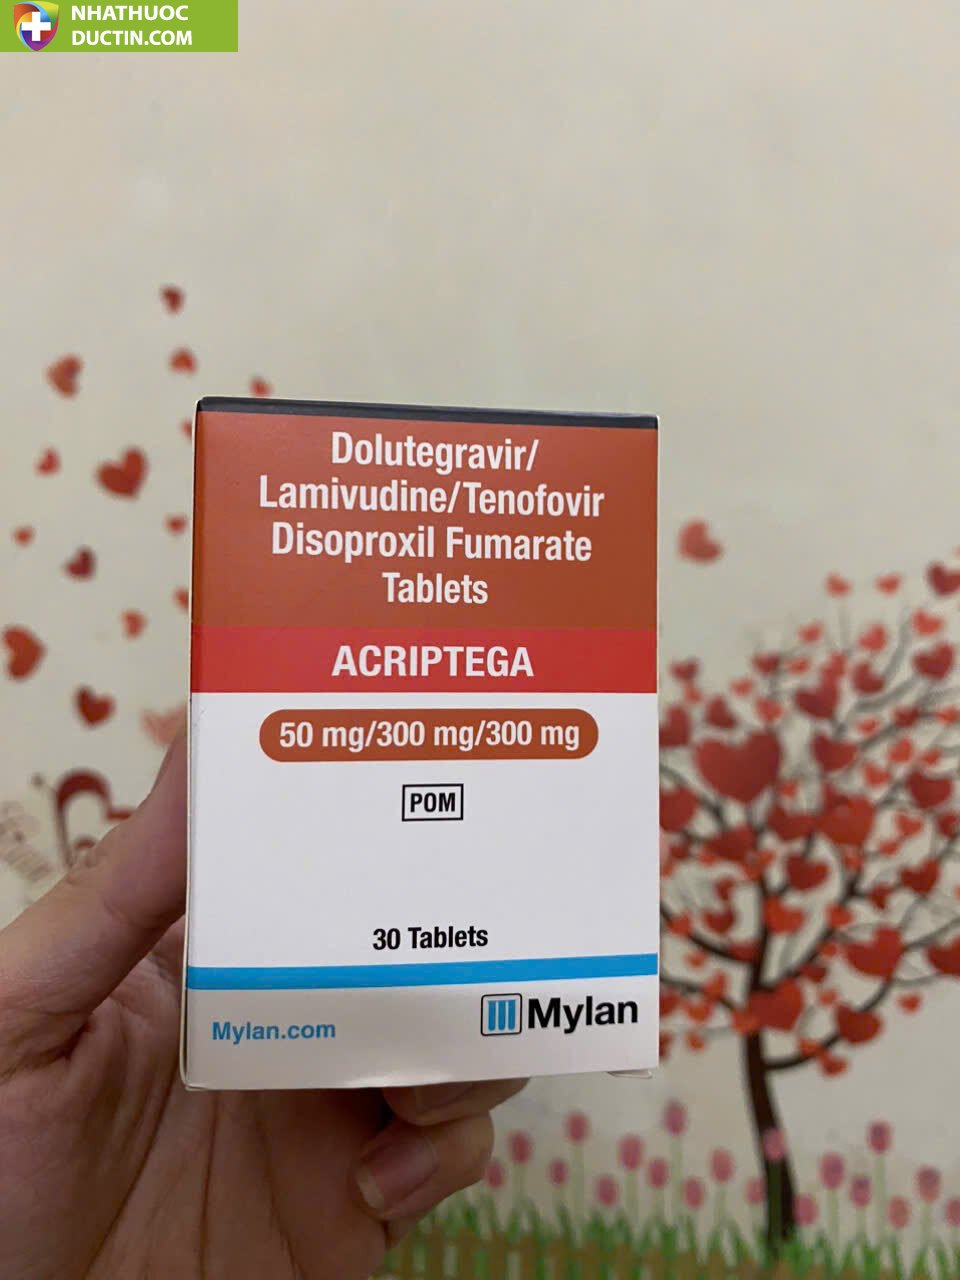 NHATHUOC
DUCTIN.COM
Dolutegravir/
Lamivudine/Tenofovir
Disoproxil Fumarate
Tablets
ACRIPTEGA
50 mg/300 mg/300 mg
POM
30 Tablets
Mylan.com
Mylan